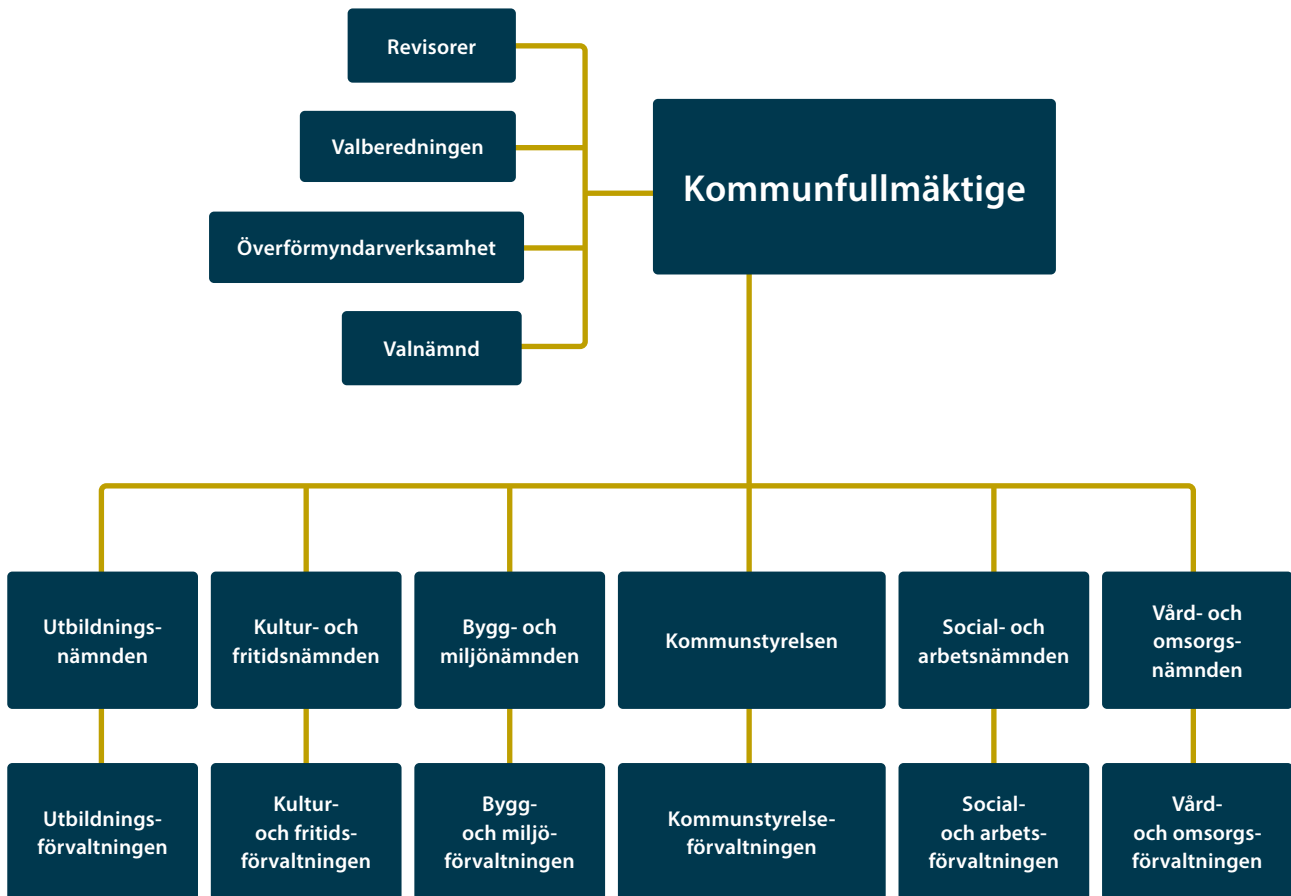 Revisorer
Valberedningen
Kommunfullmäktige
Överförmyndarverksamhet
Valnämnd
Utbildnings-
nämnden
Kultur- och
fritidsnämnden
Bygg- och
miljönämnden
Kommunstyrelsen
Social- och
arbetsnämnden
Vård- och
omsorgs-
nämnden
Utbildnings-
förvaltningen
Kultur-
och fritids-
förvaltningen
Bygg-
och miljö-
förvaltningen
Kommunstyrelse-
förvaltningen
Social-
och arbets-
förvaltningen
Vård-
och omsorgs-
förvaltningen